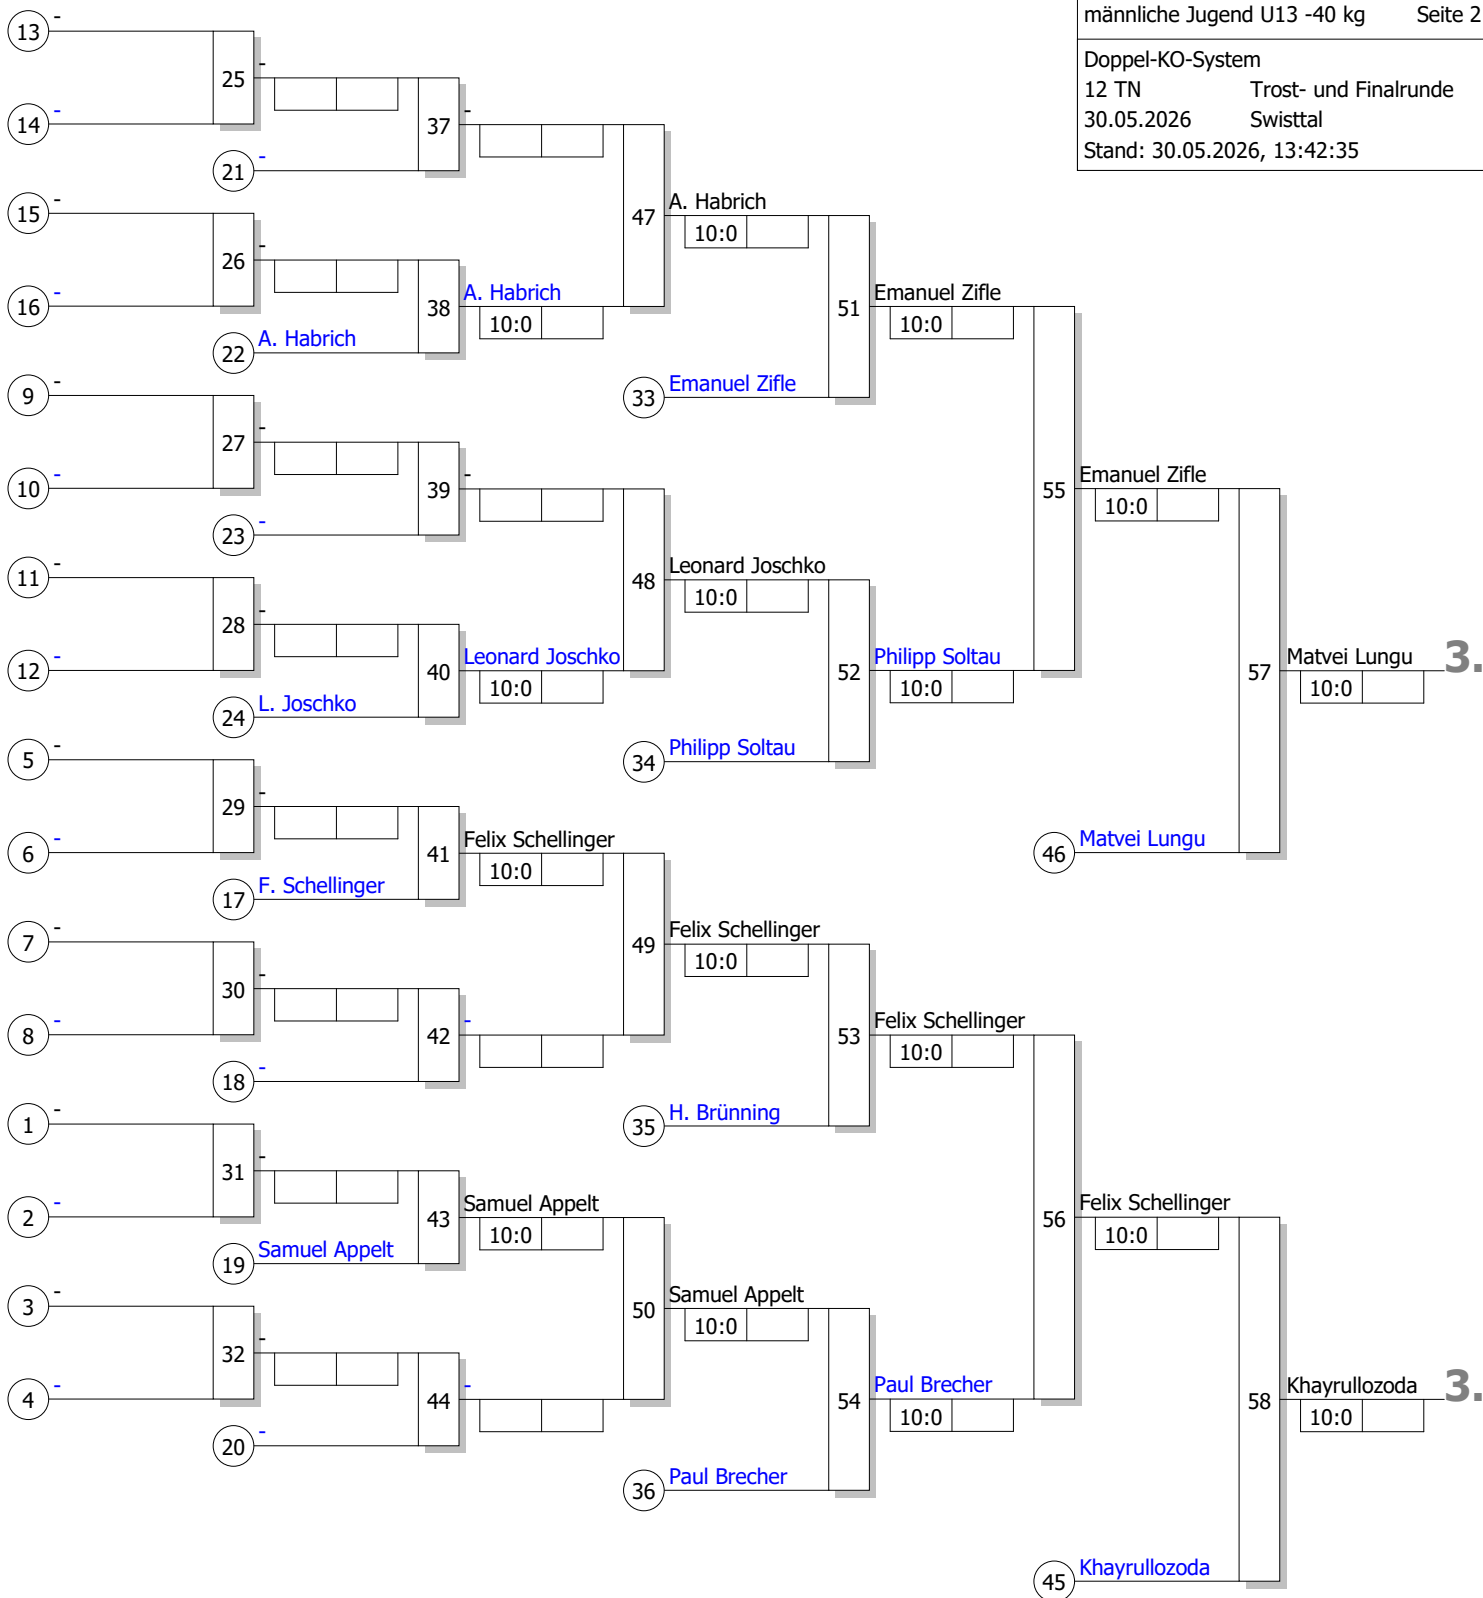 männliche Jugend U13 -40 kg Seite 2
Doppel-KO-System
12 TN Trost- und Finalrunde
30.05.2026 Swisttal
Stand: 30.05.2026, 13:42:35
13 -
25 -
14 -
37 -
21 -
15 -
47 A. Habrich
10:0
26 -
16 -
38 A. Habrich
10:0
22 A. Habrich
51 Emanuel Zifle
10:0
9 -
33 Emanuel Zifle
27 -
10 -
39 -
23 -
55 Emanuel Zifle
10:0
11 -
48 Leonard Joschko
10:0
28 -
12 -
40 Leonard Joschko
10:0
24 L. Joschko
52 Philipp Soltau
10:0
57 Matvei Lungu 3.
10:0
5 -
34 Philipp Soltau
29 -
6 -
41 Felix Schellinger
10:0
46 Matvei Lungu
17 F. Schellinger
7 -
49 Felix Schellinger
10:0
30 -
8 -
42 -
18 -
53 Felix Schellinger
10:0
1 -
35 H. Brünning
31 -
2 -
43 Samuel Appelt
10:0
19 Samuel Appelt
56 Felix Schellinger
10:0
3 -
50 Samuel Appelt
10:0
32 -
4 -
44 -
20 -
54 Paul Brecher
10:0
58 Khayrullozoda 3.
10:0
36 Paul Brecher
45 Khayrullozoda